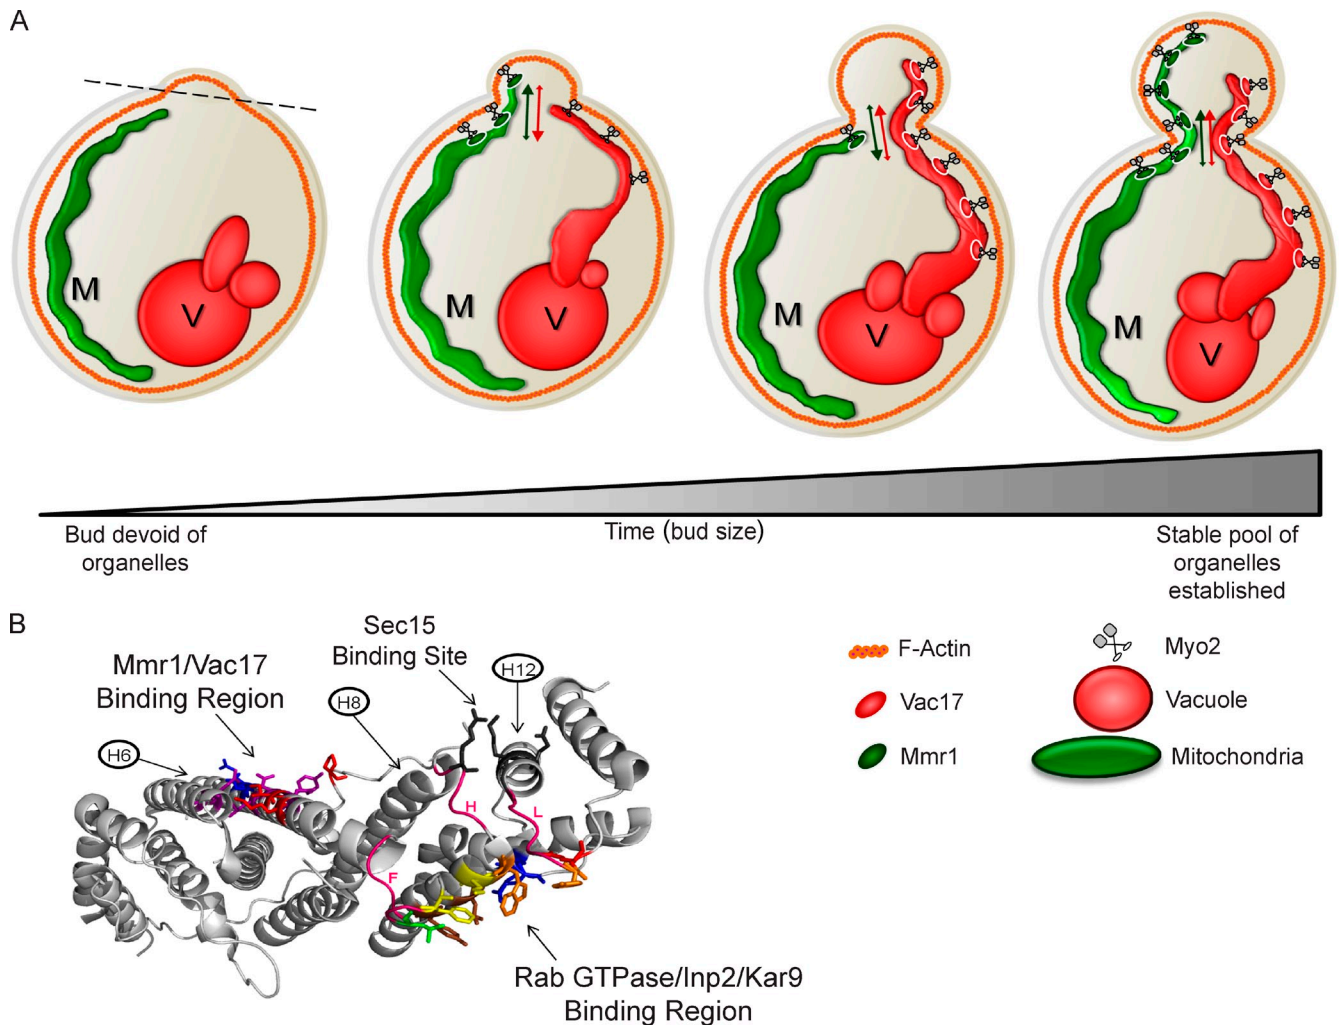 A
M
V
M
V
M
V
M
V
Bud devoid of
organelles
Time (bud size)
Stable pool of
organelles
established
B
Mmr1/Vac17
Binding Region
Sec15
Binding Site
H6
H8
H12
H
L
F
Rab GTPase/Inp2/Kar9
Binding Region
F-Actin
Myo2
Vac17
Vacuole
Mmr1
Mitochondria